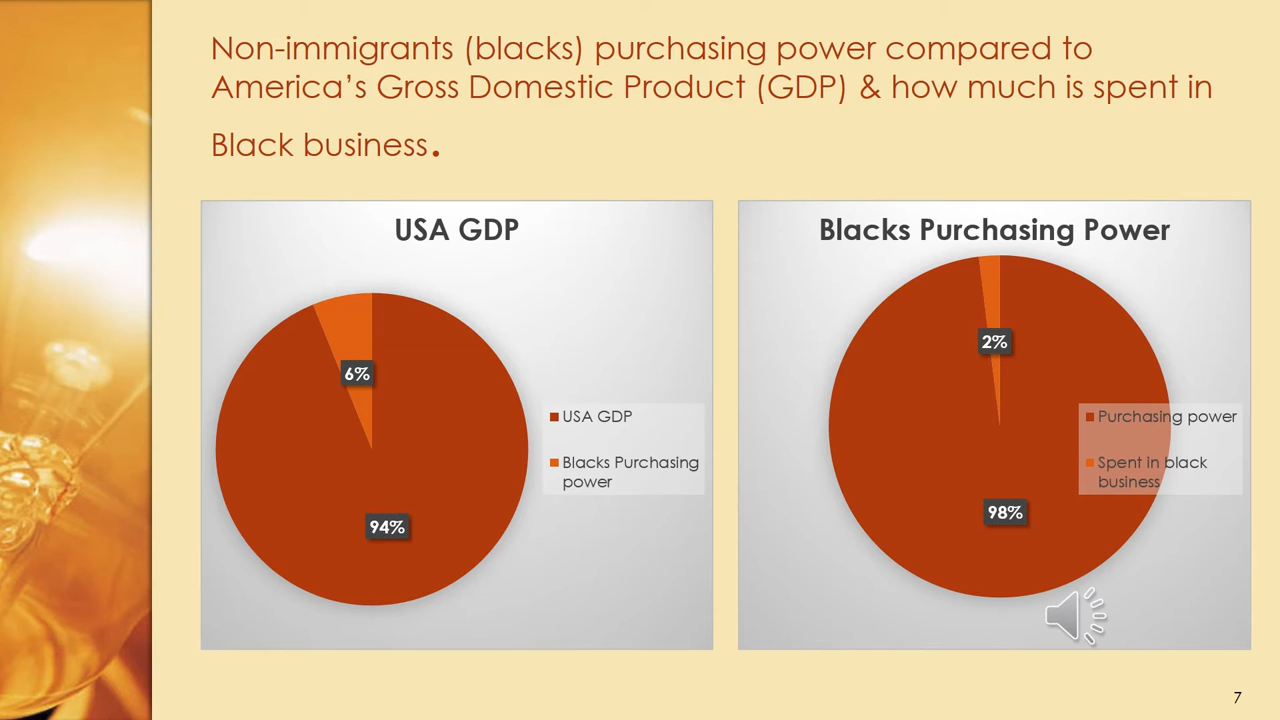 Non-immigrants (blacks) purchasing power compared to
America’s Gross Domestic Product (GDP) & how much is spent in
Black business.
USA GDP
6%
94%
USA GDP
Blacks Purchasing
power
Blacks Purchasing Power
2%
98%
Purchasing power
Spent in black
business
7